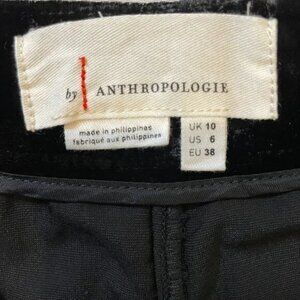 by ANTHROPOLOGIE
made in philippines
fabriqué aux philippines
UK 10
US 6
EU 38